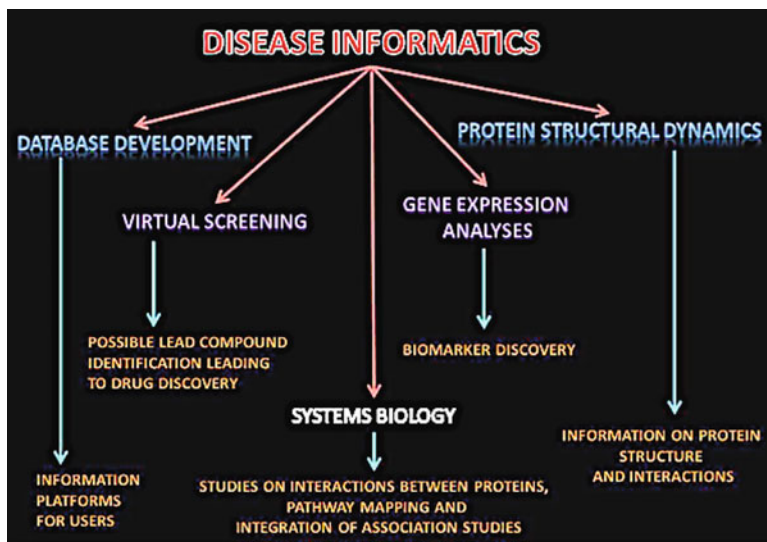 DISEASE INFORMATICS
DATABASE DEVELOPMENT
PROTEIN STRUCTURAL DYNAMICS
VIRTUAL SCREENING
GENE EXPRESSION
ANALYSES
POSSIBLE LEAD COMPOUND
IDENTIFICATION LEADING
TO DRUG DISCOVERY
BIOMARKER DISCOVERY
SYSTEMS BIOLOGY
INFORMATION ON PROTEIN
STRUCTURE
AND INTERACTIONS
INFORMATION
PLATFORMS
FOR USERS
STUDIES ON INTERACTIONS BETWEEN PROTEINS,
PATHWAY MAPPING AND
INTEGRATION OF ASSOCIATION STUDIES